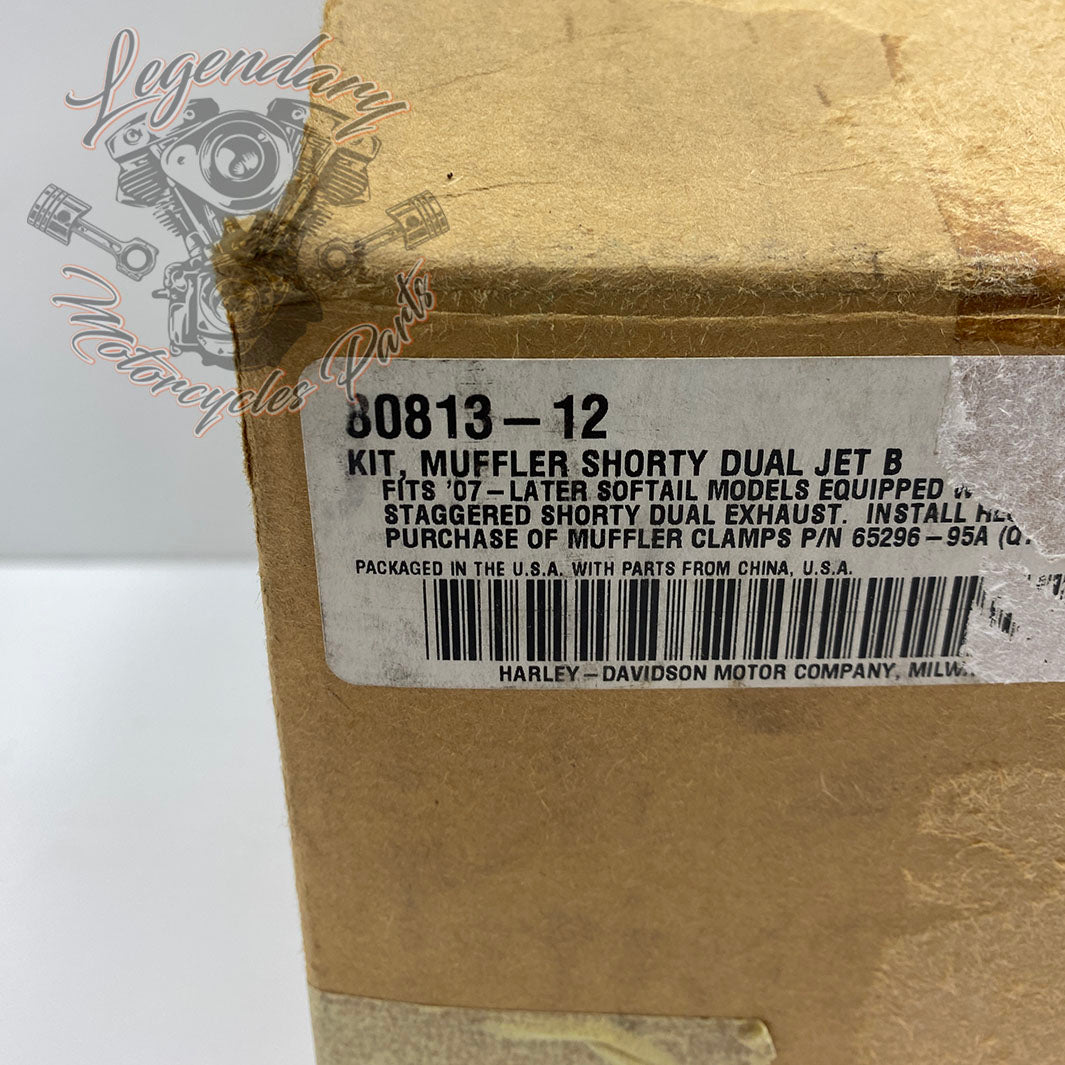 Legendary
Motorcycles Parts
80813-12
KIT, MUFFLER SHORTY DUAL JET B
FITS '07-LATER SOFTAIL MODELS EQUIPPED
STAGGERED SHORTY DUAL EXHAUST. INSTALL
PURCHASE OF MUFFLER CLAMPS P/N 65296-95A
PACKAGED IN THE U.S.A. WITH PARTS FROM CHINA, U.S.A.
HARLEY-DAVIDSON MOTOR COMPANY,